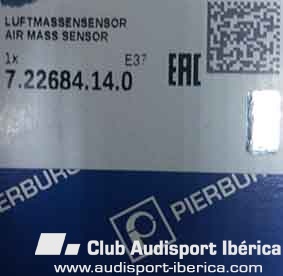 LUFTMASSENSENSOR
AIR MASS SENSOR
1x E37
7.22684.14.0
EAC
PIERBURG
PIERBURG
Club Audisport Ibérica
www.audisport-iberica.com